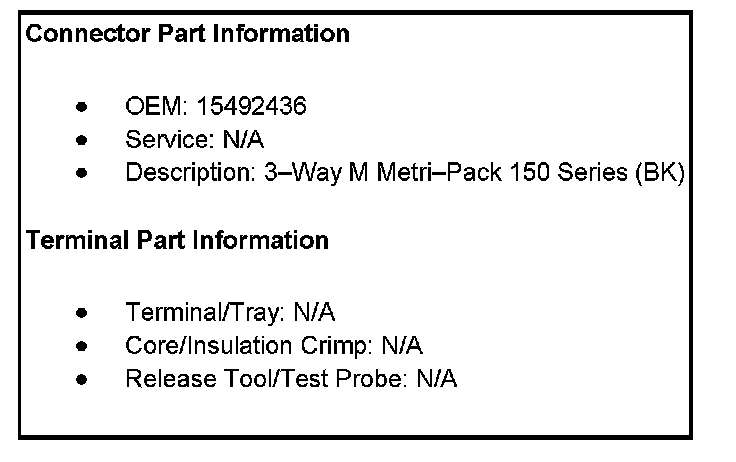 Connector Part Information
● OEM: 15492436
● Service: N/A
● Description: 3–Way M Metri–Pack 150 Series (BK)
Terminal Part Information
● Terminal/Tray: N/A
● Core/Insulation Crimp: N/A
● Release Tool/Test Probe: N/A